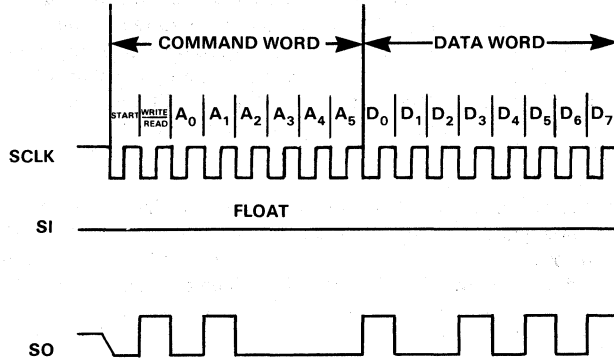 COMMAND WORD DATA WORD
START WRITE/READ A0 A1 A2 A3 A4 A5 D0 D1 D2 D3 D4 D5 D6 D7
SCLK
FLOAT
SI
SO